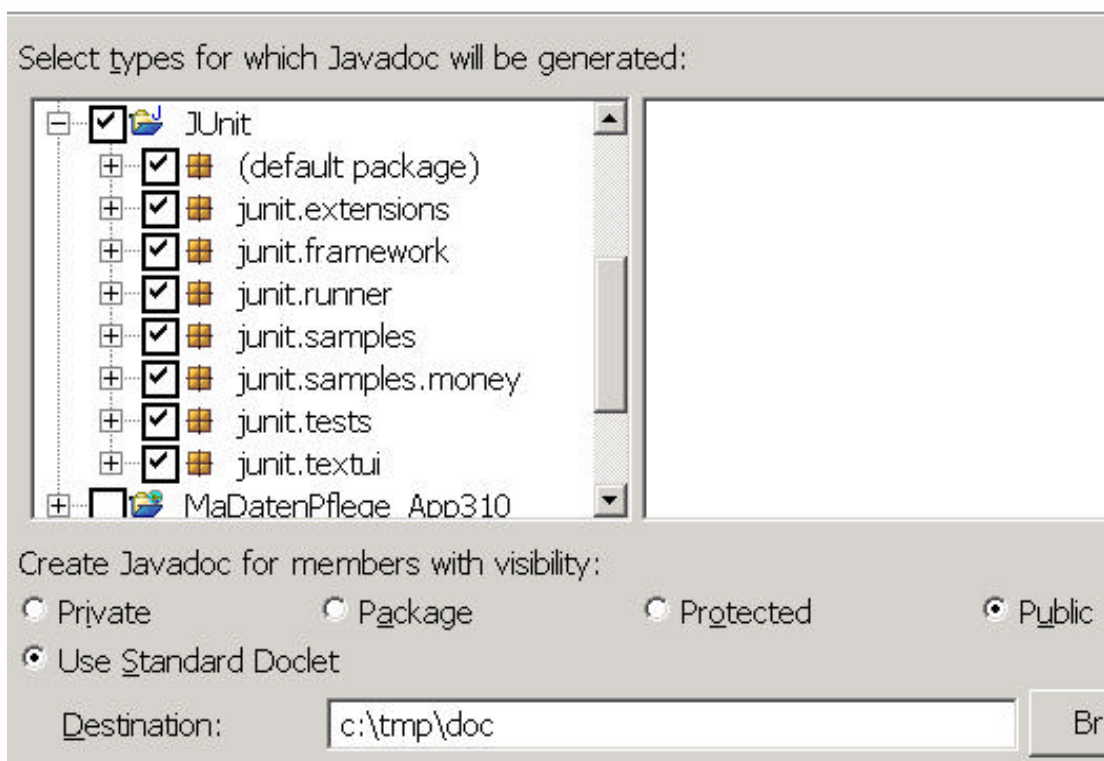 Select types for which Javadoc will be generated:
JUnit
(default package)
junit.extensions
junit.framework
junit.runner
junit.samples
junit.samples.money
junit.tests
junit.textui
MaDatenPflege_App310
Create Javadoc for members with visibility:
Private Package Protected Public
Use Standard Doclet
Destination: c:\tmp\doc Br